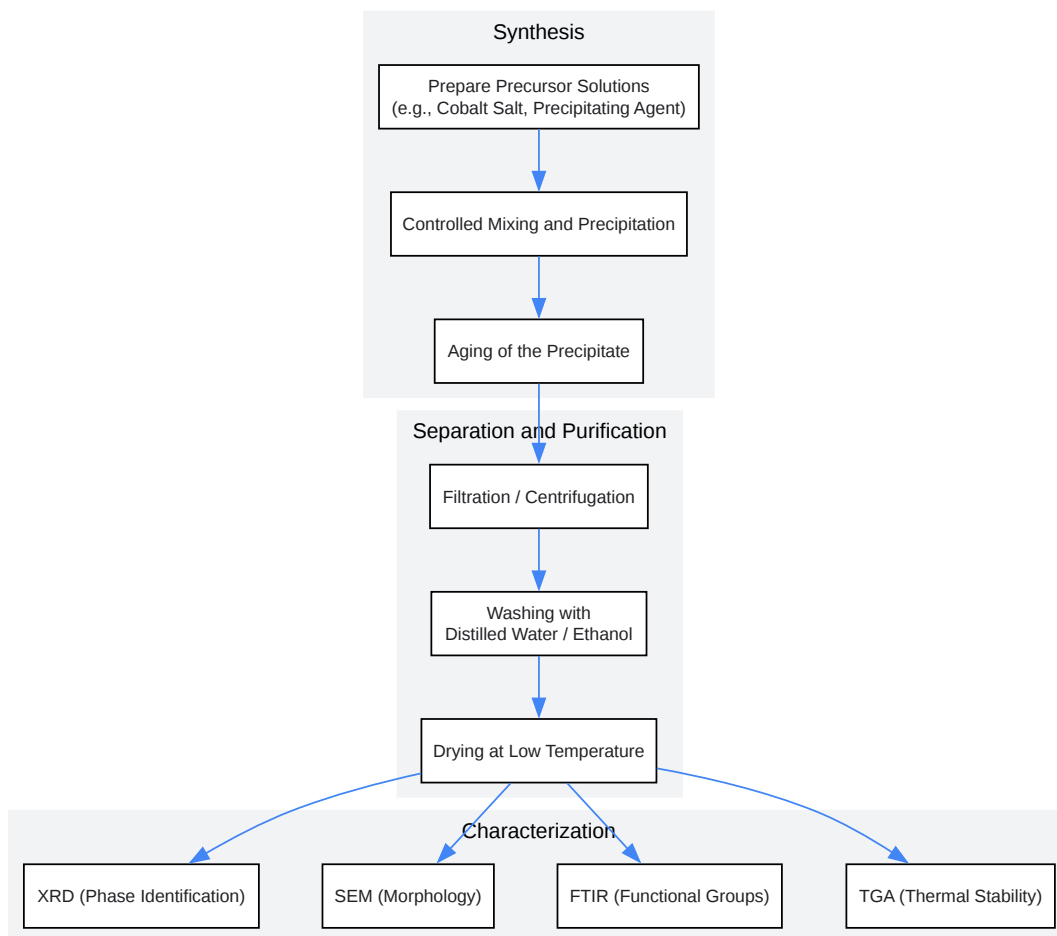 Synthesis
Prepare Precursor Solutions
(e.g., Cobalt Salt, Precipitating Agent)
Controlled Mixing and Precipitation
Aging of the Precipitate
Separation and Purification
Filtration / Centrifugation
Washing with
Distilled Water / Ethanol
Drying at Low Temperature
Characterization
XRD (Phase Identification)
SEM (Morphology)
FTIR (Functional Groups)
TGA (Thermal Stability)